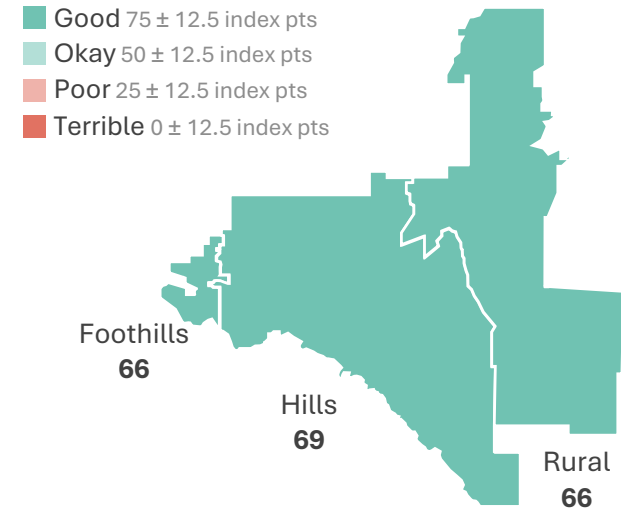 Good 75 ± 12.5 index pts
Okay 50 ± 12.5 index pts
Poor 25 ± 12.5 index pts
Terrible 0 ± 12.5 index pts
Foothills
66
Hills
69
Rural
66